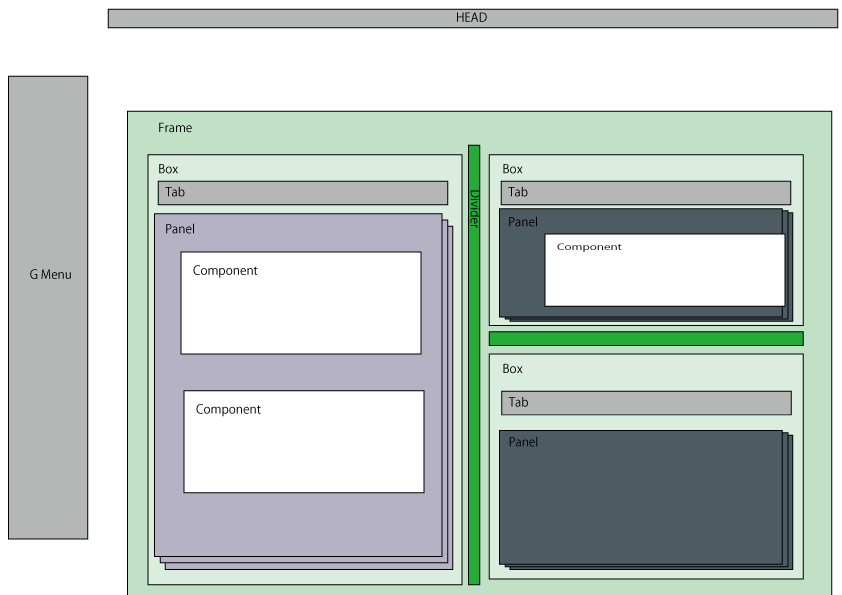 HEAD
G Menu
Frame
Box
Tab
Panel
Component
Component
Divider
Box
Tab
Panel
Component
Box
Tab
Panel